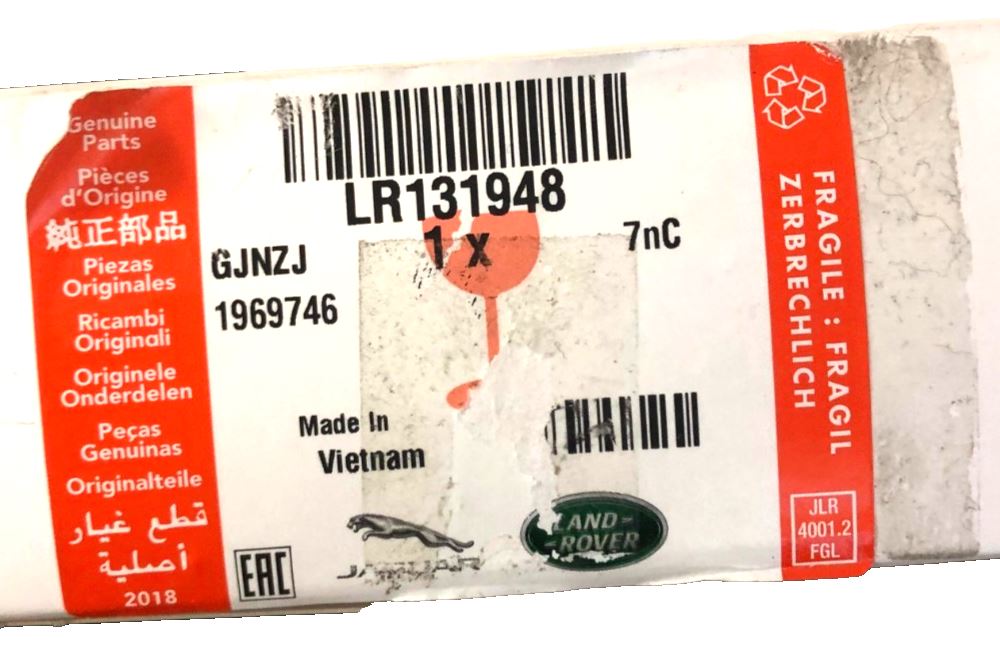 Genuine
Parts
Pièces
d'Origine
純正部品
Piezas
Originales
Ricambi
Originali
Originele
Onderdelen
Peças
Genuinas
Originalteile
قطع غيار
أصلية
2018
LR131948
1 x
7nC
GJNZJ
1969746
Made In
Vietnam
EAC
JAGUAR
LAND-
-ROVER
FRAGILE : FRAGIL
ZERBRECHLICH
JLR
4001.2
FGL